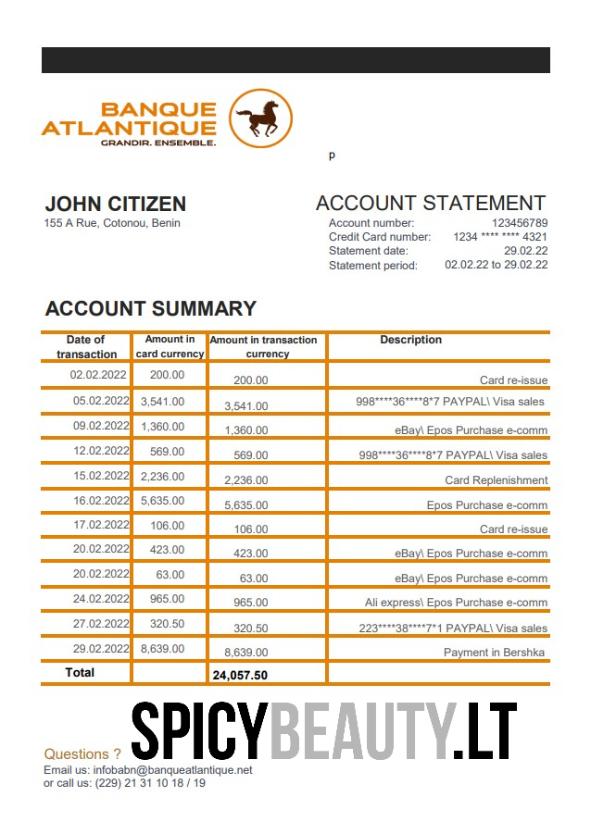 BANQUE
ATLANTIQUE
GRANDIR. ENSEMBLE.
p
JOHN CITIZEN
155 A Rue, Cotonou, Benin
ACCOUNT STATEMENT
Account number: 123456789
Credit Card number: 1234 **** **** 4321
Statement date: 29.02.22
Statement period: 02.02.22 to 29.02.22
ACCOUNT SUMMARY
Date of transaction Amount in card currency Amount in transaction currency Description
02.02.2022 200.00 200.00 Card re-issue
05.02.2022 3,541.00 3,541.00 998****36****8*7 PAYPAL\ Visa sales
09.02.2022 1,360.00 1,360.00 eBay\ Epos Purchase e-comm
12.02.2022 569.00 569.00 998****36****8*7 PAYPAL\ Visa sales
15.02.2022 2,236.00 2,236.00 Card Replenishment
16.02.2022 5,635.00 5,635.00 Epos Purchase e-comm
17.02.2022 106.00 106.00 Card re-issue
20.02.2022 423.00 423.00 eBay\ Epos Purchase e-comm
20.02.2022 63.00 63.00 eBay\ Epos Purchase e-comm
24.02.2022 965.00 965.00 Ali express\ Epos Purchase e-comm
27.02.2022 320.50 320.50 223****38****7*1 PAYPAL\ Visa sales
29.02.2022 8,639.00 8,639.00 Payment in Bershka
Total 24,057.50
SPICYBEAUTY.LT
Questions ?
Email us: infobabn@banqueatlantique.net
or call us: (229) 21 31 10 18 / 19